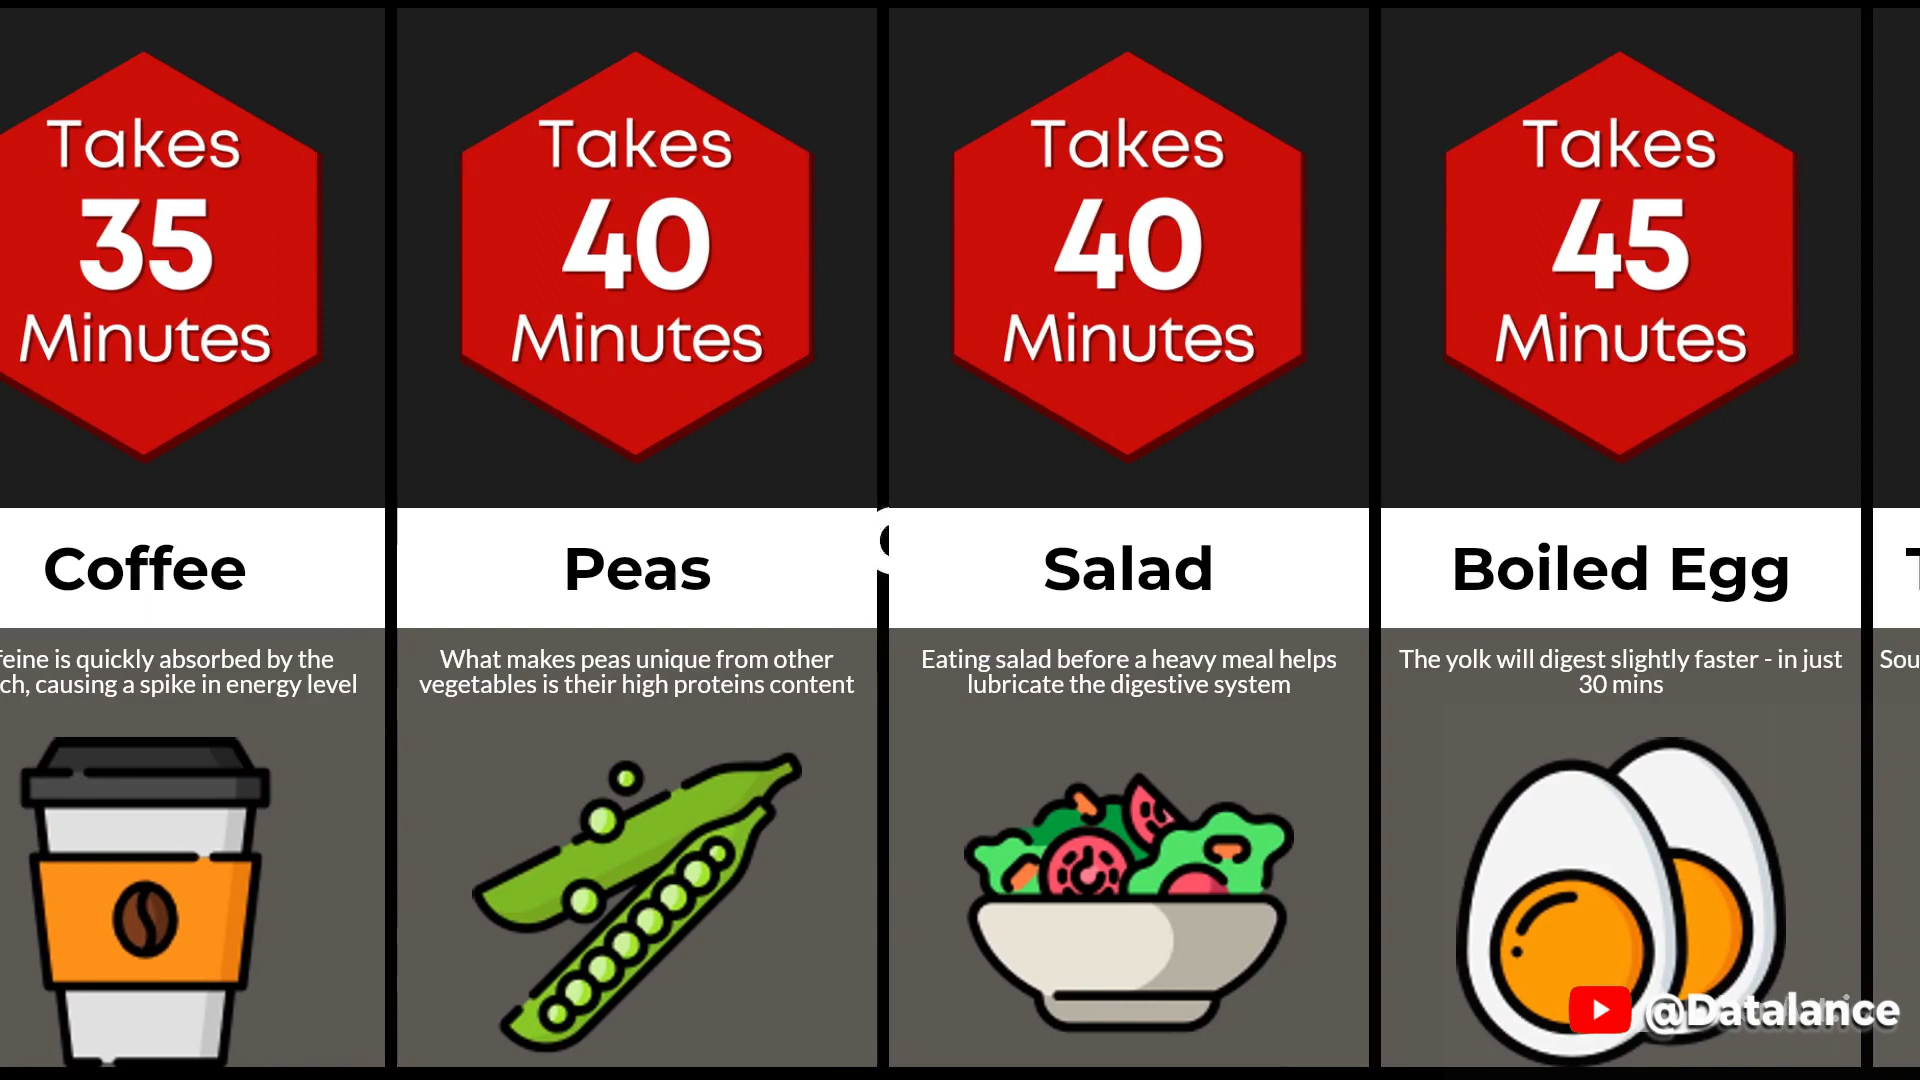 Takes
35
Minutes
Coffee
is quickly absorbed by the
causing a spike in energy level
Takes
40
Minutes
Peas
What makes peas unique from other
vegetables is their high proteins content
Takes
40
Minutes
Salad
Eating salad before a heavy meal helps
lubricate the digestive system
Takes
45
Minutes
Boiled Egg
The yolk will digest slightly faster - in just
30 mins
@Datalance